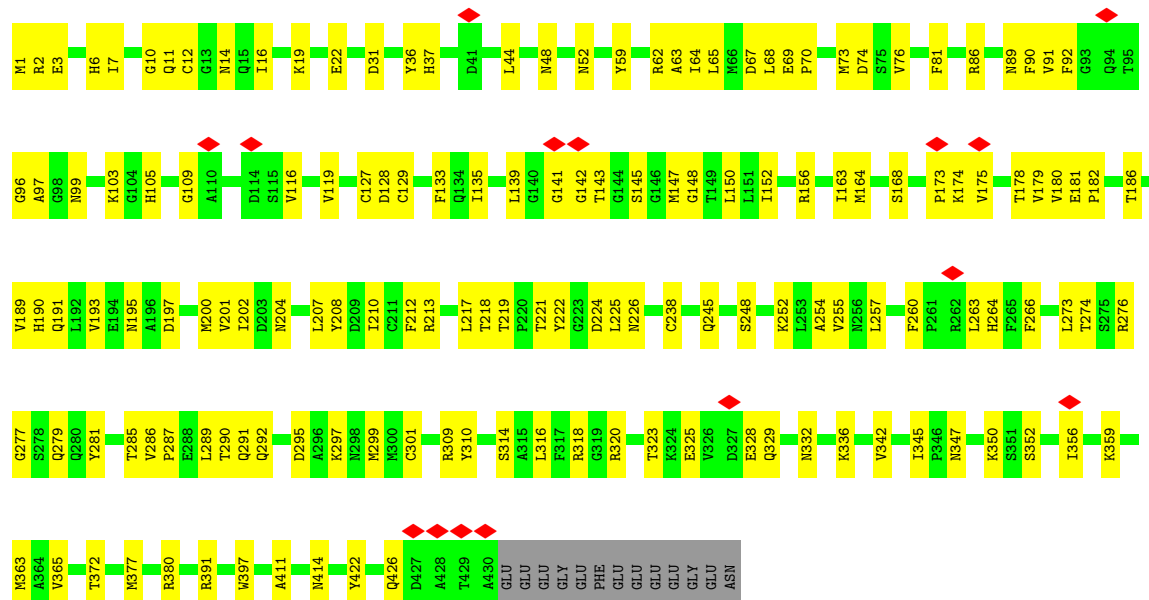 M1 R2 E3 H6 I7 G10 Q11 C12 G13 N14 Q15 I16 K19 E22 D31 Y36 H37 D41 L44 N48 N52 Y59 R62 A63 I64 L65 M66 D67 L68 E69 P70 M73 D74 S75 V76 F81 R86 N89 F90 V91 F92 G93 Q94 T95
G96 A97 G98 N99 K103 G104 H105 G109 A110 D114 S115 V116 V119 C127 D128 C129 F133 Q134 I135 L139 G140 G141 G142 T143 G144 S145 G146 M147 G148 T149 L150 L151 I152 R156 I163 M164 S168 P173 K174 V175 T178 V179 V180 E181 P182 T186
V189 H190 Q191 L192 V193 E194 N195 A196 D197 M200 V201 I202 D203 N204 L207 Y208 D209 I210 C211 F212 R213 L217 T218 T219 P220 T221 Y222 G223 D224 L225 N226 C238 Q245 S248 K252 L253 A254 V255 N256 L257 F260 P261 R262 L263 H264 F265 F266 L273 T274 S275 R276
G277 S278 Q279 Q280 Y281 T285 V286 P287 E288 L289 T290 Q291 Q292 D295 A296 K297 N298 M299 M300 C301 R309 Y310 S314 A315 L316 F317 R318 G319 R320 T323 K324 E325 V326 D327 E328 Q329 N332 K336 V342 I345 P346 N347 K350 S351 S352 I356 K359
M363 A364 V365 T372 M377 R380 R391 W397 A411 N414 Y422 Q426 D427 A428 T429 A430 GLU GLU GLU GLY GLU PHE GLU GLU GLU GLU GLY GLU ASN